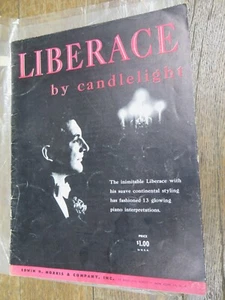 LIBERACE
by candlelight
The inimitable Liberace with
his suave continental styling
has fashioned 13 glowing
piano interpretations.
PRICE
$1.00
EDWIN H. MORRIS & COMPANY, INC.